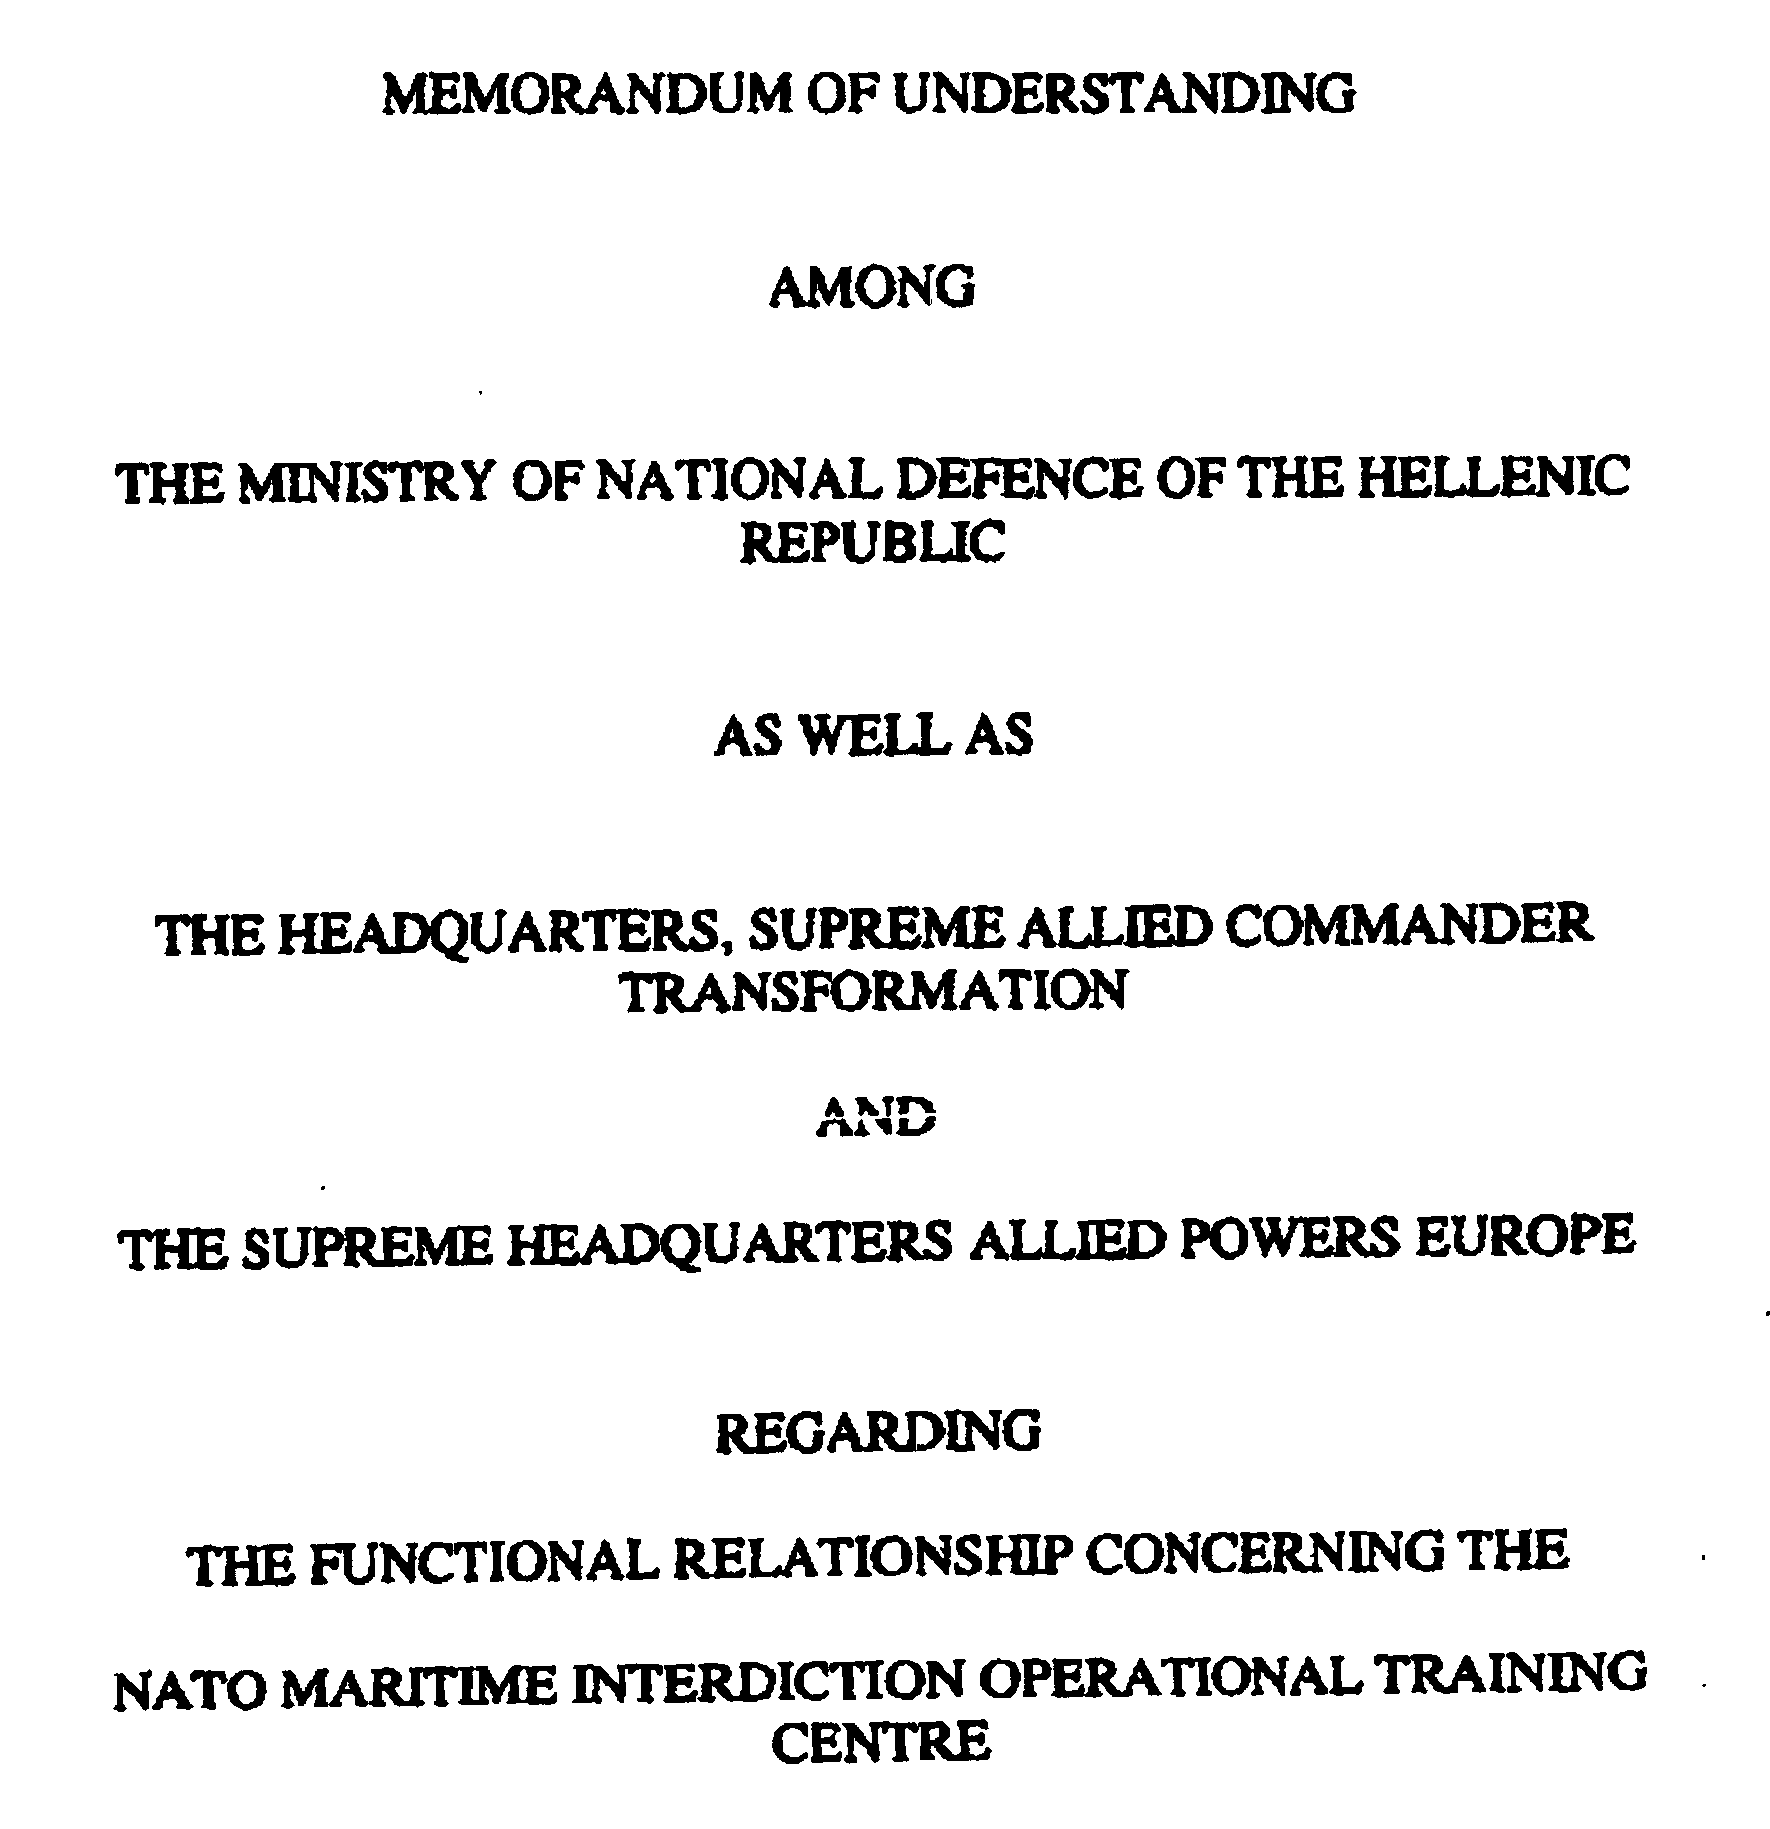 MEMORANDUM OF UNDERSTANDING
AMONG
THE MINISTRY OF NATIONAL DEFENCE OF THE HELLENIC
REPUBLIC
AS WELL AS
THE HEADQUARTERS, SUPREME ALLIED COMMANDER
TRANSFORMATION
AND
THE SUPREME HEADQUARTERS ALLIED POWERS EUROPE
REGARDING
THE FUNCTIONAL RELATIONSHIP CONCERNING THE
NATO MARITIME INTERDICTION OPERATIONAL TRAINING
CENTRE